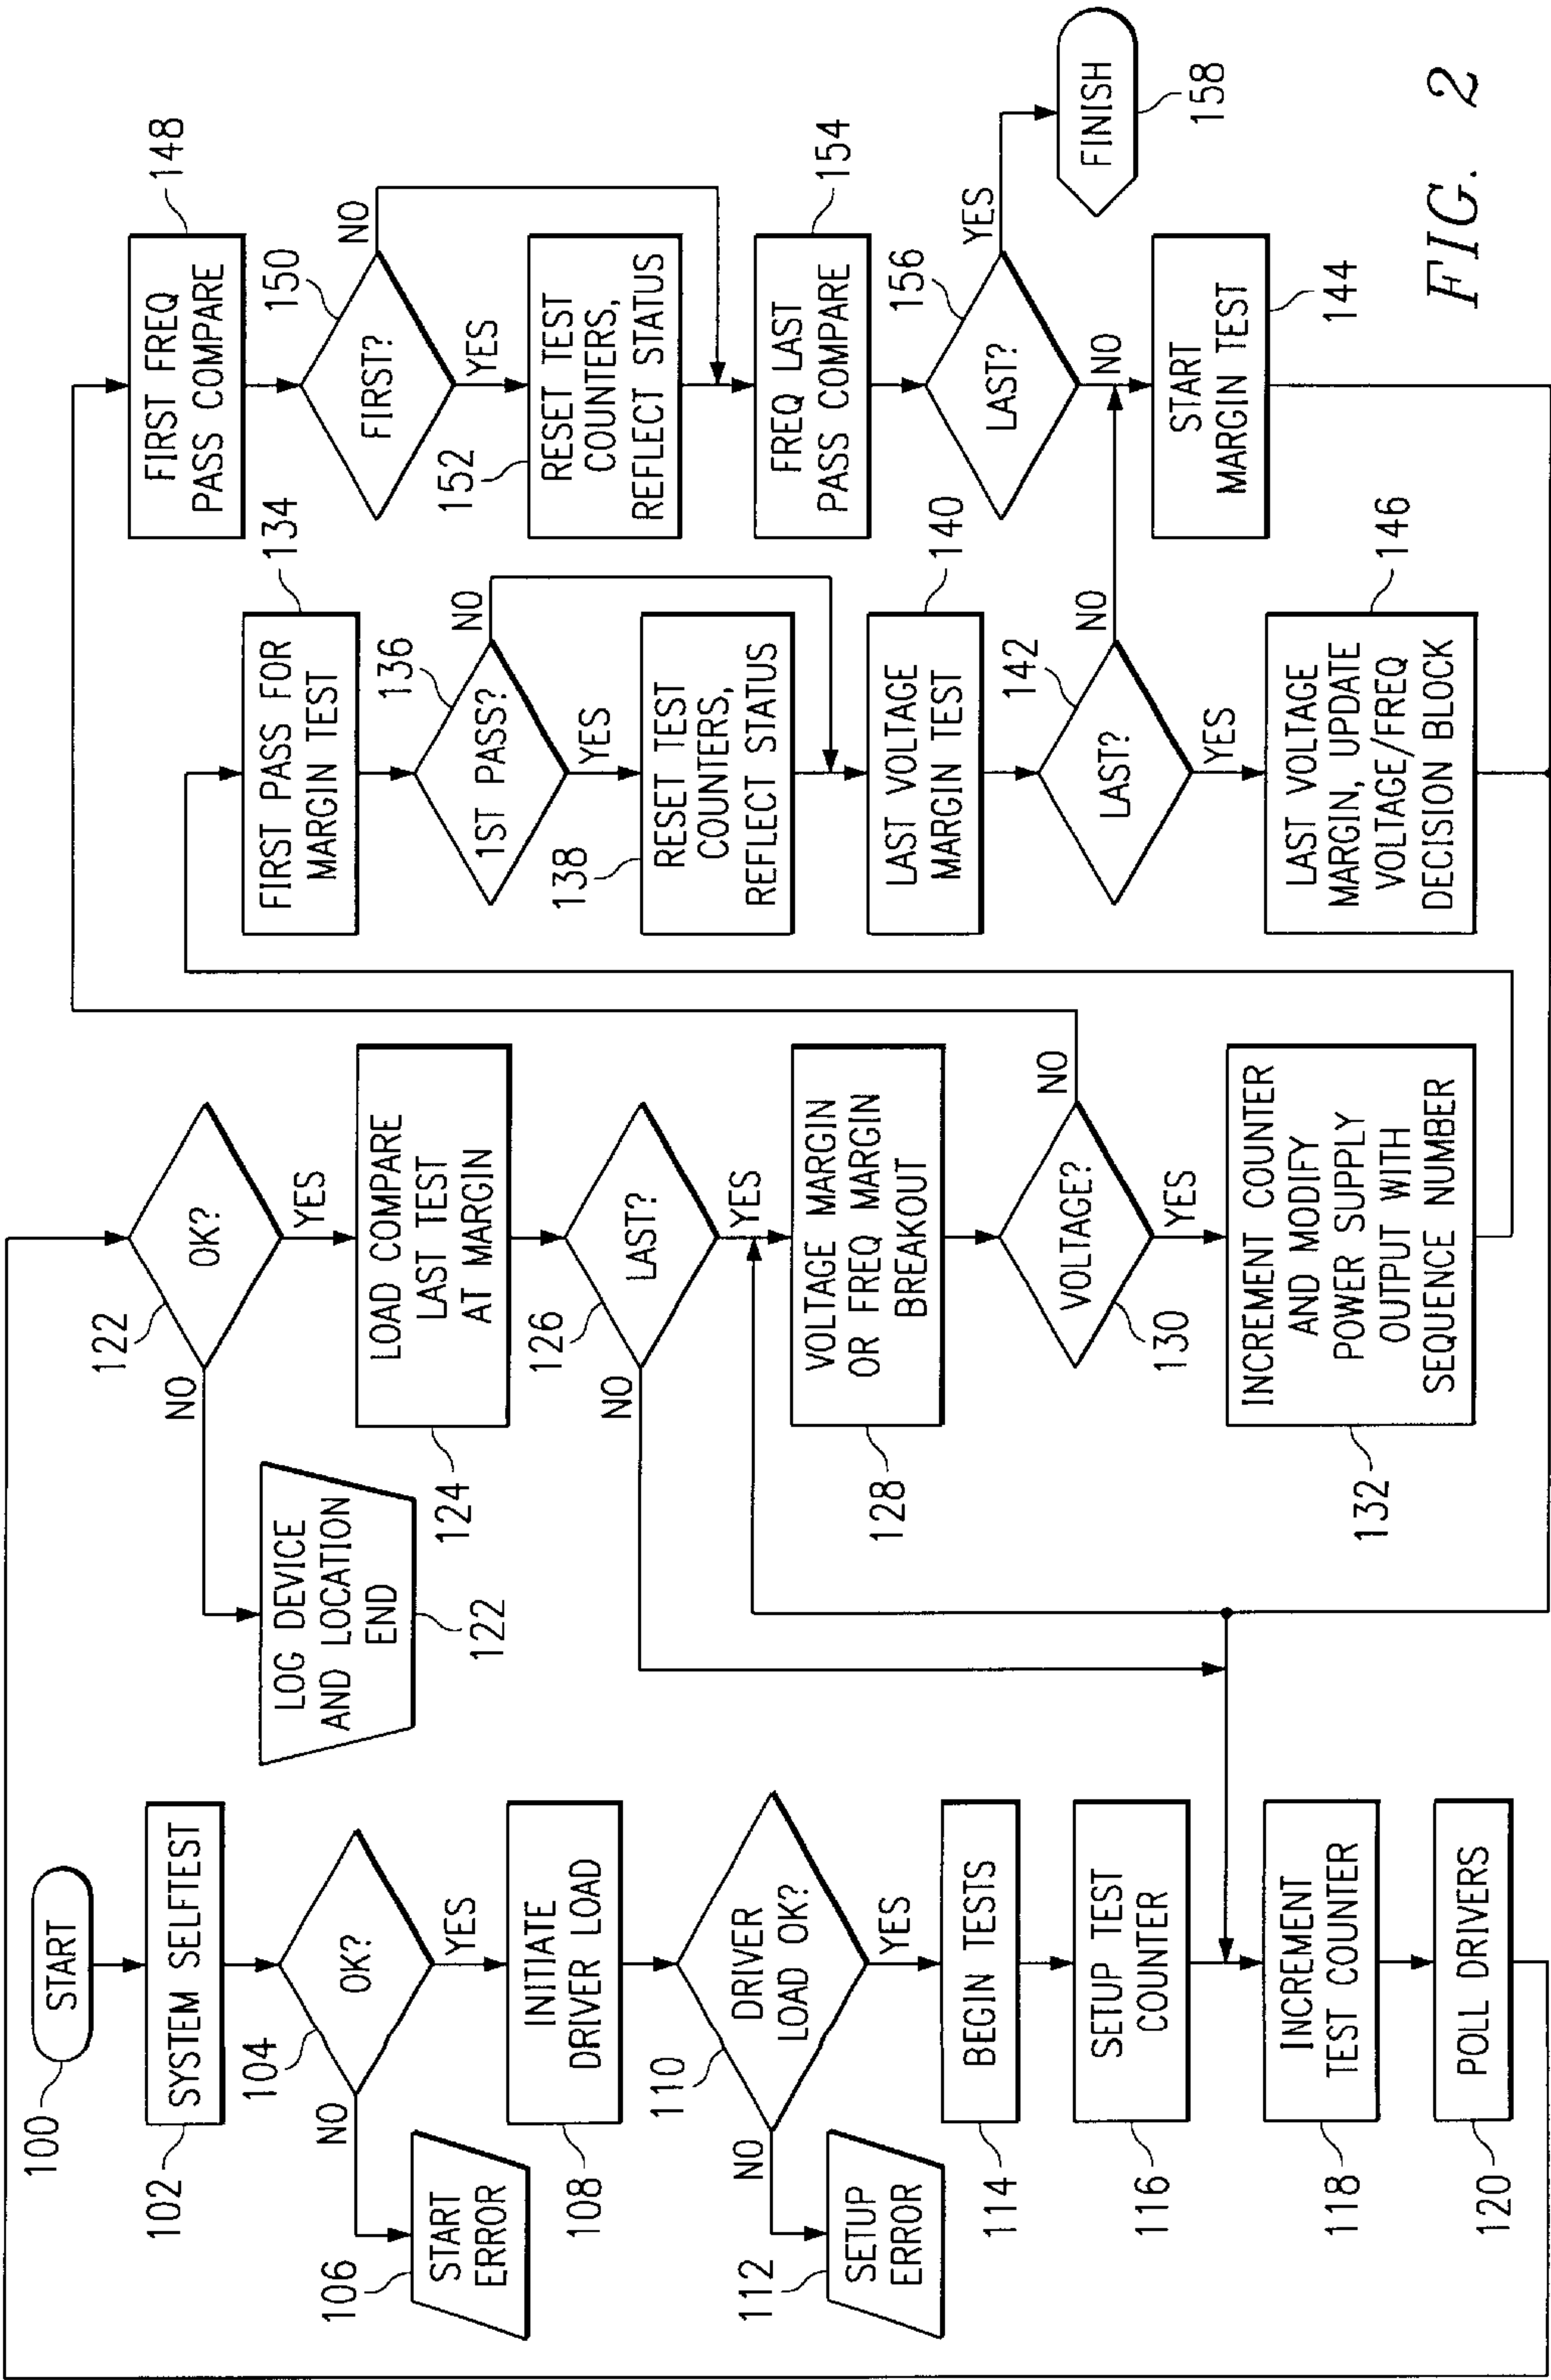 100
START
102
SYSTEM SELFTEST
104
OK?
NO
YES
106
START
ERROR
108
INITIATE
DRIVER LOAD
110
DRIVER
LOAD OK?
NO
YES
112
SETUP
ERROR
114
BEGIN TESTS
116
SETUP TEST
COUNTER
118
INCREMENT
TEST COUNTER
120
POLL DRIVERS
122
OK?
NO
YES
LOG DEVICE
AND LOCATION
END
122
124
LOAD COMPARE
LAST TEST
AT MARGIN
126
LAST?
NO
YES
128
VOLTAGE MARGIN
OR FREQ MARGIN
BREAKOUT
130
VOLTAGE?
NO
YES
132
INCREMENT COUNTER
AND MODIFY
POWER SUPPLY
OUTPUT WITH
SEQUENCE NUMBER
134
FIRST PASS FOR
MARGIN TEST
136
1ST PASS?
NO
YES
138
RESET TEST
COUNTERS,
REFLECT STATUS
140
LAST VOLTAGE
MARGIN TEST
142
LAST?
NO
YES
146
LAST VOLTAGE
MARGIN, UPDATE
VOLTAGE/FREQ
DECISION BLOCK
148
FIRST FREQ
PASS COMPARE
150
FIRST?
NO
YES
152
RESET TEST
COUNTERS,
REFLECT STATUS
154
FREQ LAST
PASS COMPARE
156
LAST?
YES
NO
144
START
MARGIN TEST
FINISH
158
FIG. 2